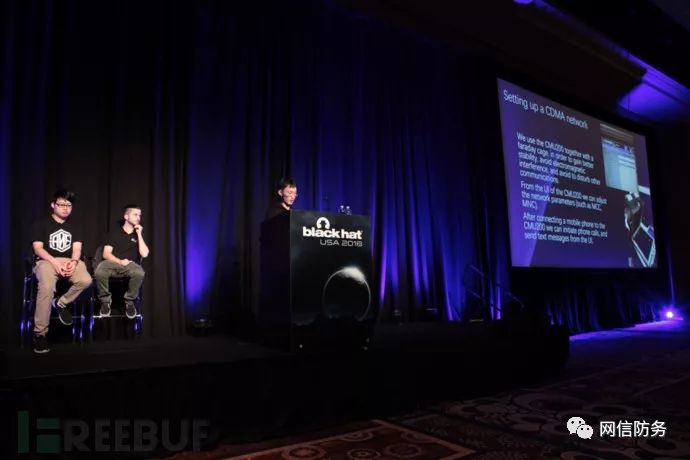 Setting up a CDMA network
We use the CMU200 together with a
faraday cage, in order to gain better
stability, avoid electromagnetic
interference, and avoid to disturb other
communications.
From the UI of the CMU200 we can adjust
the network parameters (such as MCC,
MNC)
After connecting a mobile phone to the
CMU200 we can initiate phone calls, and
send text messages from the UI.
black hat
USA 2018
REEBUF
网信防务